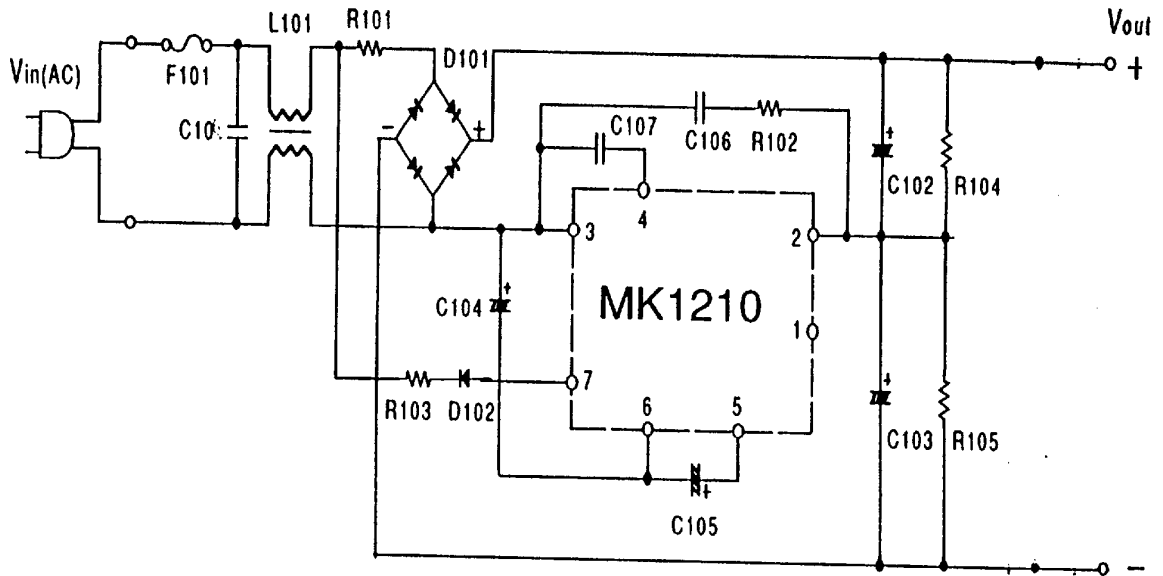 L101
R101
Vout
D101
+
Vin(AC)
F101
C10
-
+
C107
C106
R102
+
C102
R104
4
3
2
+
C104
MK1210
1
7
+
R103
D102
6
5
C103
R105
+
C105
-